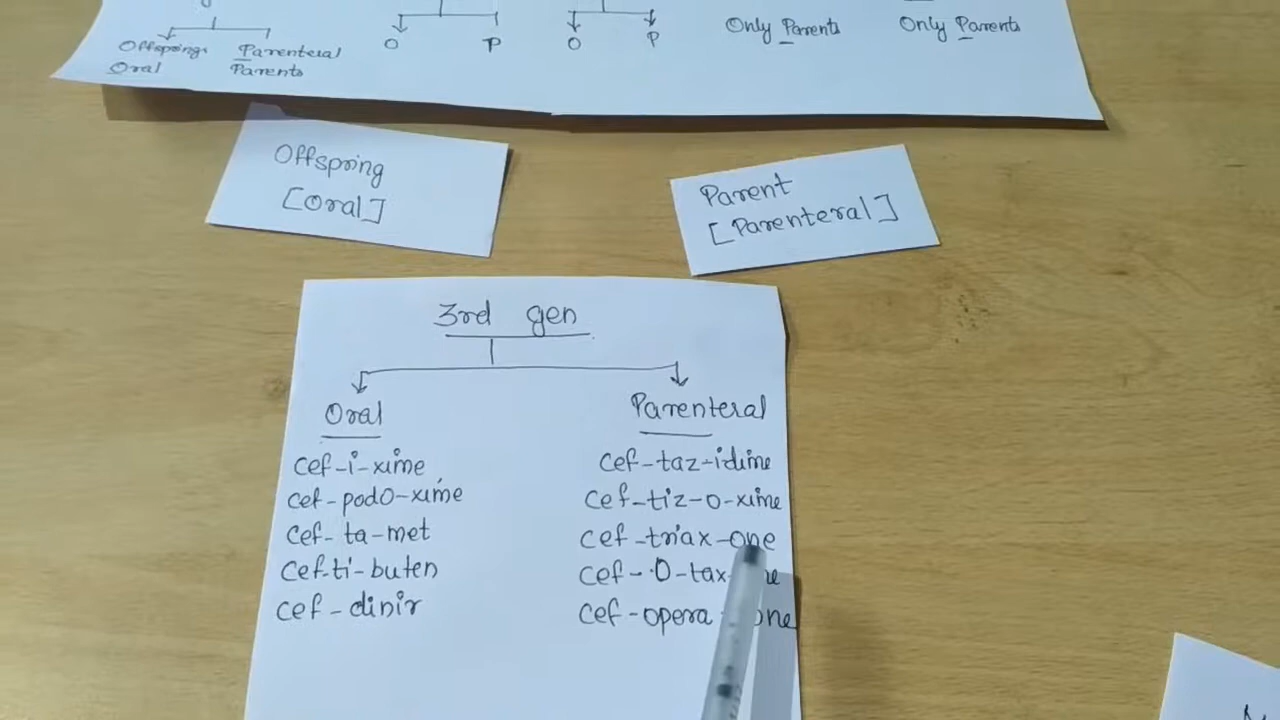 Offsprings Parenteral
Oral Parents
O P
O P
Only Parents
Only Parents
Offspring
[Oral]
Parent
[Parenteral]
3rd gen
Oral Parenteral
cef-i-xime cef-taz-idime
cef-podo-xime cef-tiz-o-xime
cef-ta-met cef-triax-one
cef-ti-buten cef-O-tax-
cef-dinir cef-opera-